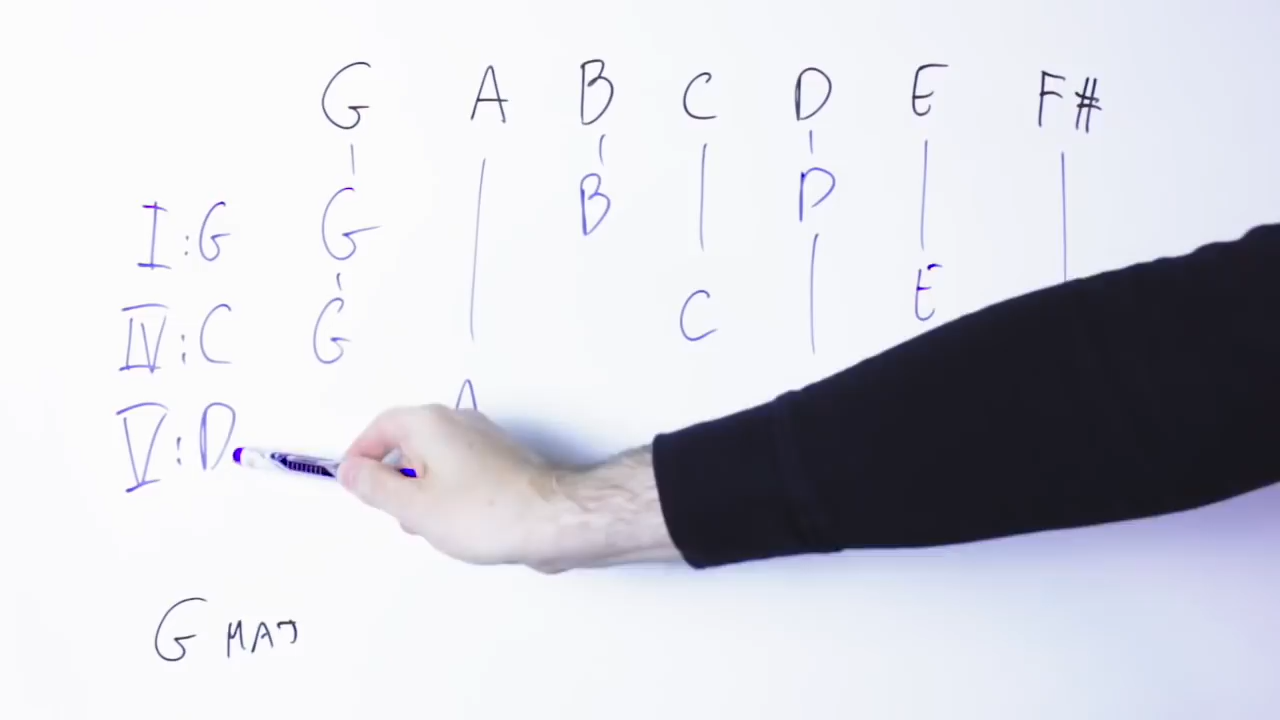 G A B C D E F#
I:G G B D
IV:C G C E
V:D A
G MAJ